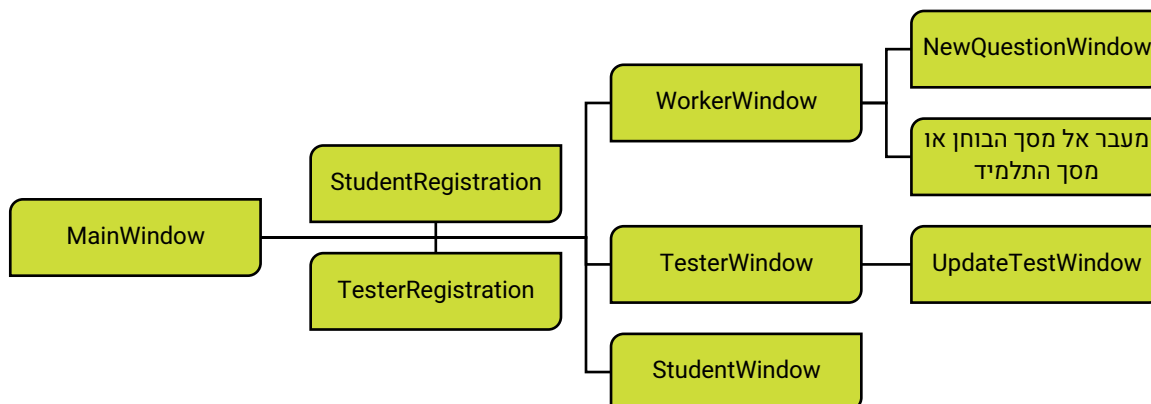 MainWindow
StudentRegistration
TesterRegistration
WorkerWindow
NewQuestionWindow
מעבר אל מסך הבוחן או
מסך התלמיד
TesterWindow
UpdateTestWindow
StudentWindow